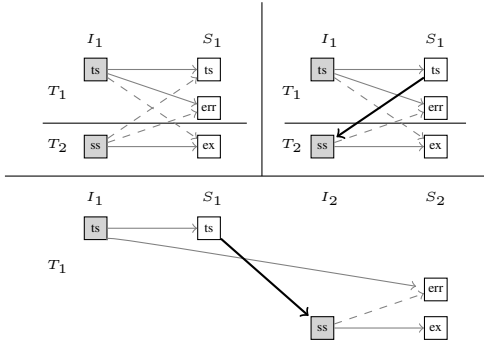 I₁ S₁ I₁ S₁
ts ts ts ts
T₁ T₁
err err
T₂ ss ex T₂ ss ex
I₁ S₁ I₂ S₂
ts ts
T₁
err
ss ex